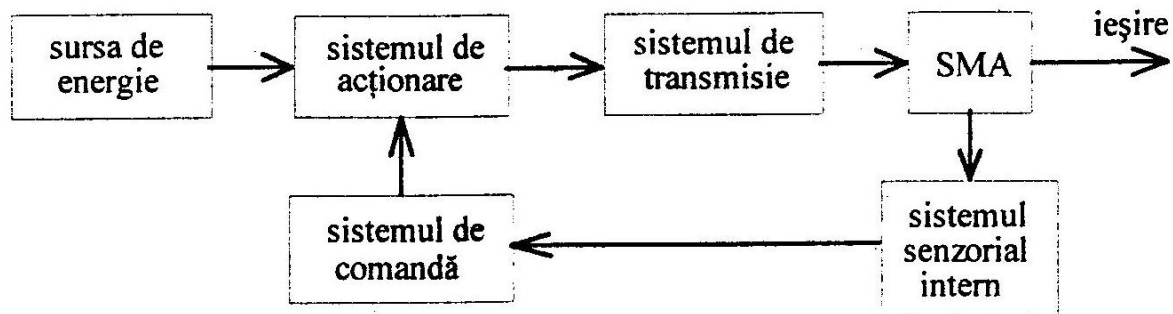 sursa de
energie
sistemul de
acționare
sistemul de
transmisie
SMA
ieșire
sistemul de
comandă
sistemul
senzorial
intern